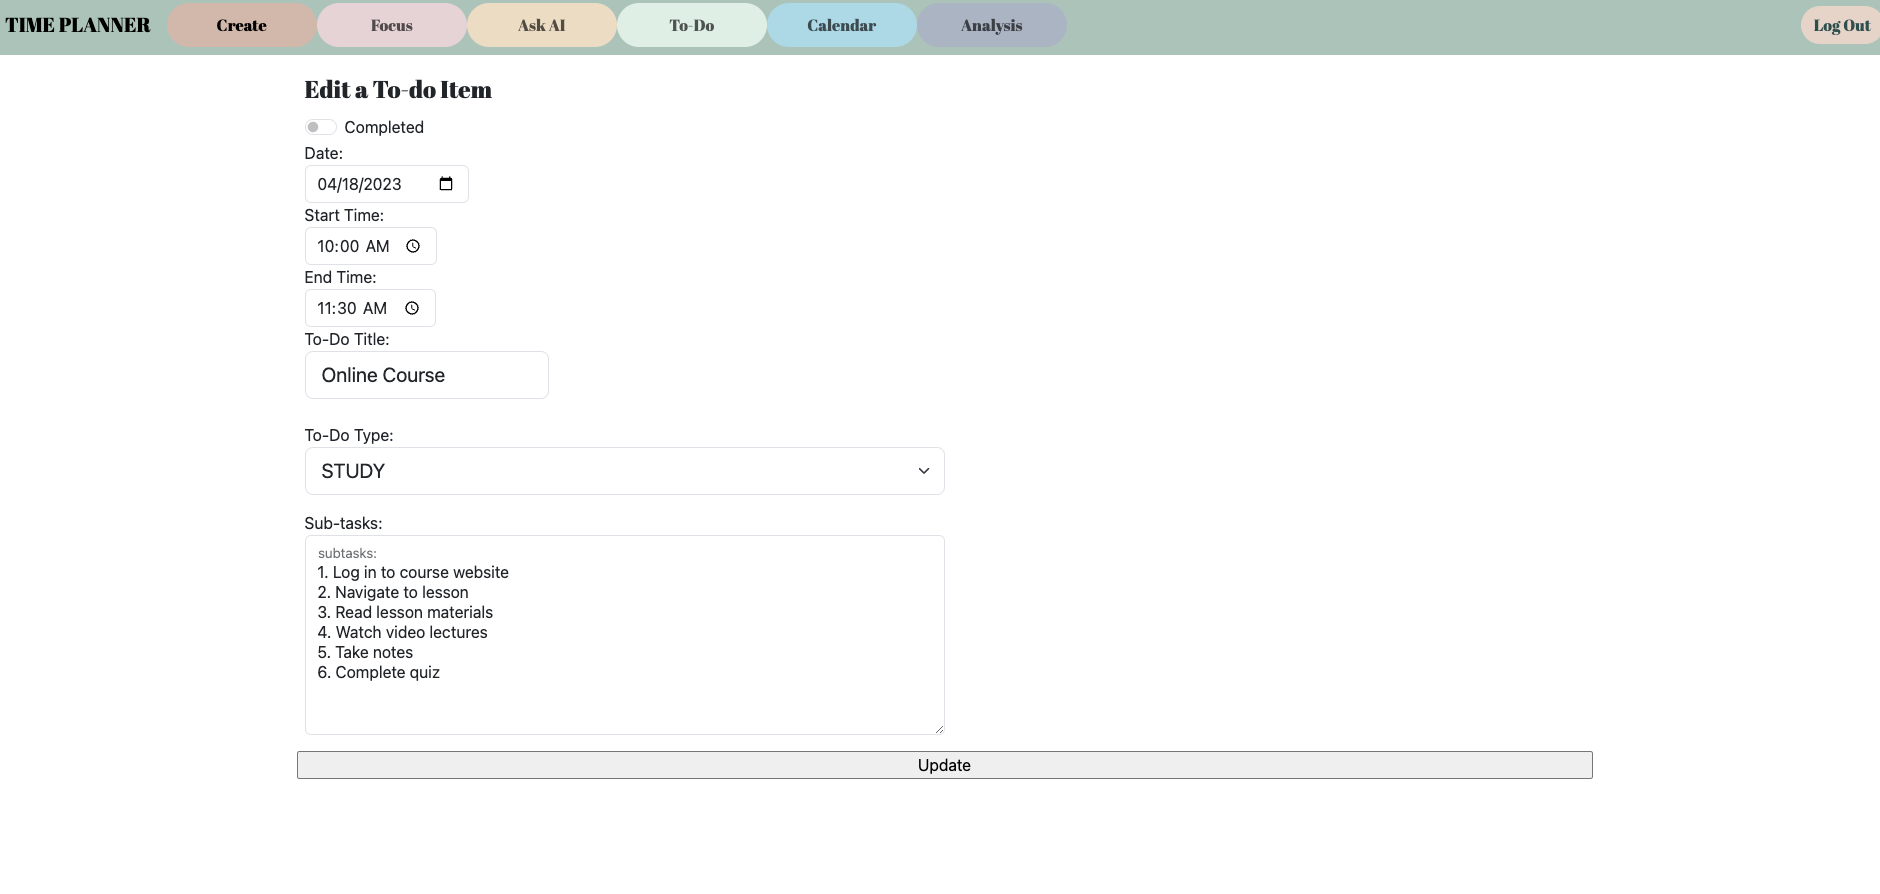 TIME PLANNER Create Focus Ask AI To-Do Calendar Analysis Log Out
Edit a To-do Item
Completed
Date:
04/18/2023
Start Time:
10:00 AM
End Time:
11:30 AM
To-Do Title:
Online Course
To-Do Type:
STUDY
Sub-tasks:
subtasks:
1. Log in to course website
2. Navigate to lesson
3. Read lesson materials
4. Watch video lectures
5. Take notes
6. Complete quiz
Update